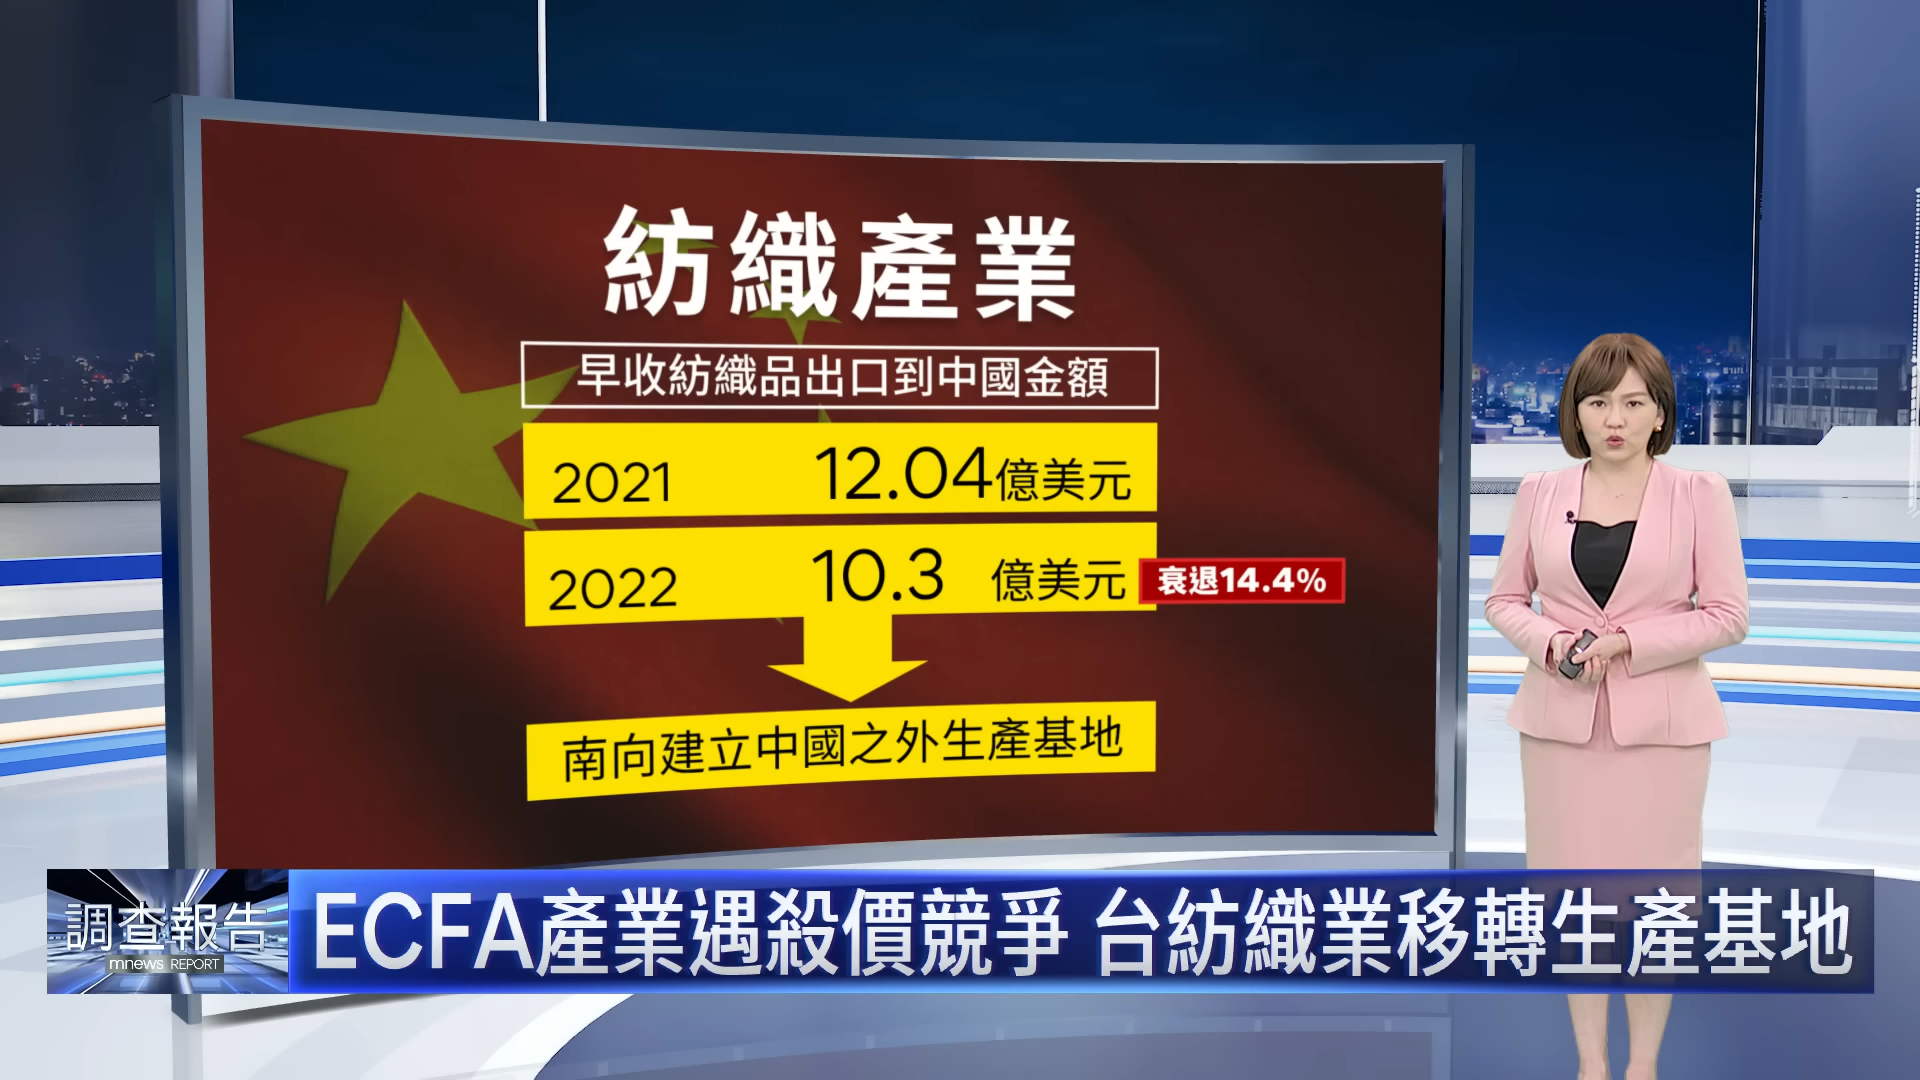 紡織產業
早收紡織品出口到中國金額
2021 12.04億美元
2022 10.3 億美元 衰退14.4%
南向建立中國之外生產基地
調查報告
mnews REPORT
ECFA產業遇殺價競爭 台紡織業移轉生產基地